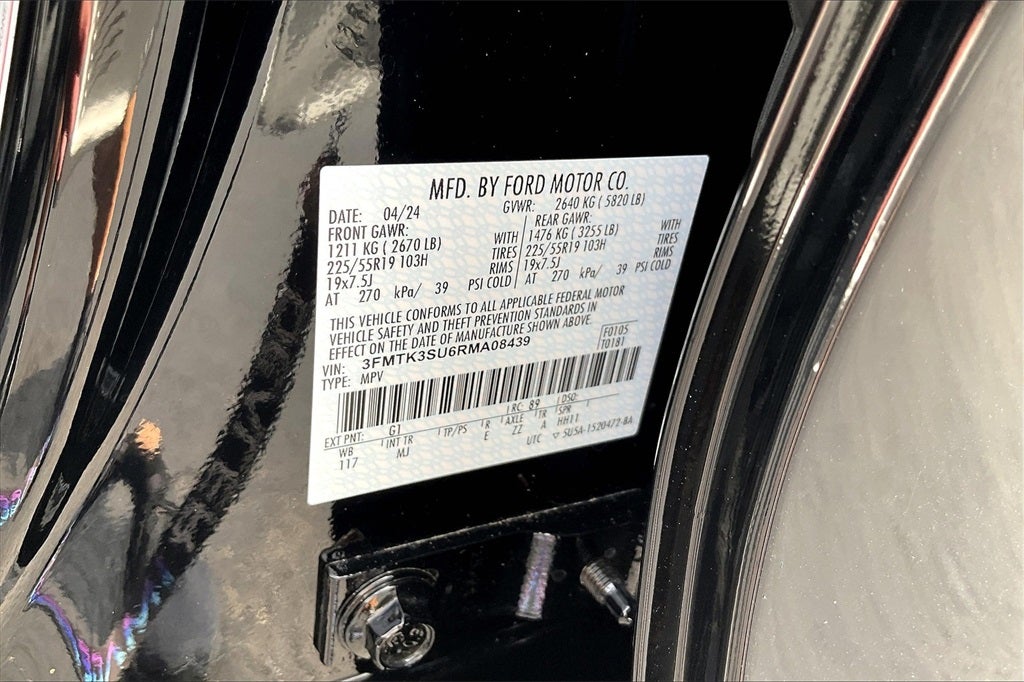 MFD. BY FORD MOTOR CO.
DATE: 04/24 GVWR: 2640 KG ( 5820 LB)
FRONT GAWR: REAR GAWR:
1211 KG ( 2670 LB) WITH 1476 KG ( 3255 LB) WITH
225/55R19 103H TIRES 225/55R19 103H TIRES
19x7.5J RIMS 19x7.5J RIMS
AT 270 kPa/ 39 PSI COLD AT 270 kPa/ 39 PSI COLD
THIS VEHICLE CONFORMS TO ALL APPLICABLE FEDERAL MOTOR
VEHICLE SAFETY AND THEFT PREVENTION STANDARDS IN
EFFECT ON THE DATE OF MANUFACTURE SHOWN ABOVE.
VIN: 3FMTK3SU6RMA08439 F0105
TYPE: MPV T0181
EXT PNT: G1 RC: 89 DSO:
WB INT TR TP/PS R AXLE TR SPR
117 MJ E ZZ A HH11
UTC ▽ 5U5A-1520472-BA